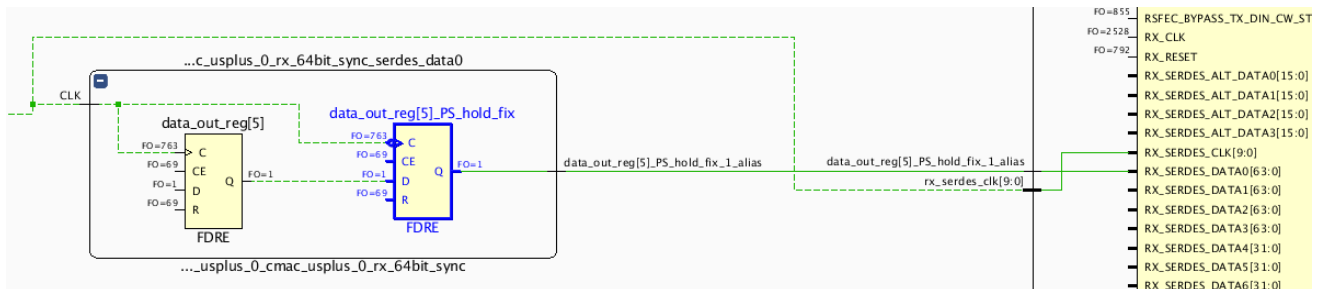 ...c_usplus_0_rx_64bit_sync_serdes_data0
CLK
data_out_reg[5]
FO=763
C
FO=69
CE
FO=1
D
FO=69
R
Q
FO=1
FDRE
data_out_reg[5]_PS_hold_fix
FO=763
C
FO=69
CE
FO=1
D
FO=69
R
Q
FO=1
FDRE
..._usplus_0_cmac_usplus_0_rx_64bit_sync
data_out_reg[5]_PS_hold_fix_1_alias
data_out_reg[5]_PS_hold_fix_1_alias
rx_serdes_clk[9:0]
FO=855
RSFEC_BYPASS_TX_DIN_CW_ST
FO=2528
RX_CLK
FO=792
RX_RESET
RX_SERDES_ALT_DATA0[15:0]
RX_SERDES_ALT_DATA1[15:0]
RX_SERDES_ALT_DATA2[15:0]
RX_SERDES_ALT_DATA3[15:0]
RX_SERDES_CLK[9:0]
RX_SERDES_DATA0[63:0]
RX_SERDES_DATA1[63:0]
RX_SERDES_DATA2[63:0]
RX_SERDES_DATA3[63:0]
RX_SERDES_DATA4[31:0]
RX_SERDES_DATA5[31:0]
RX_SERDES_DATA6[31:0]